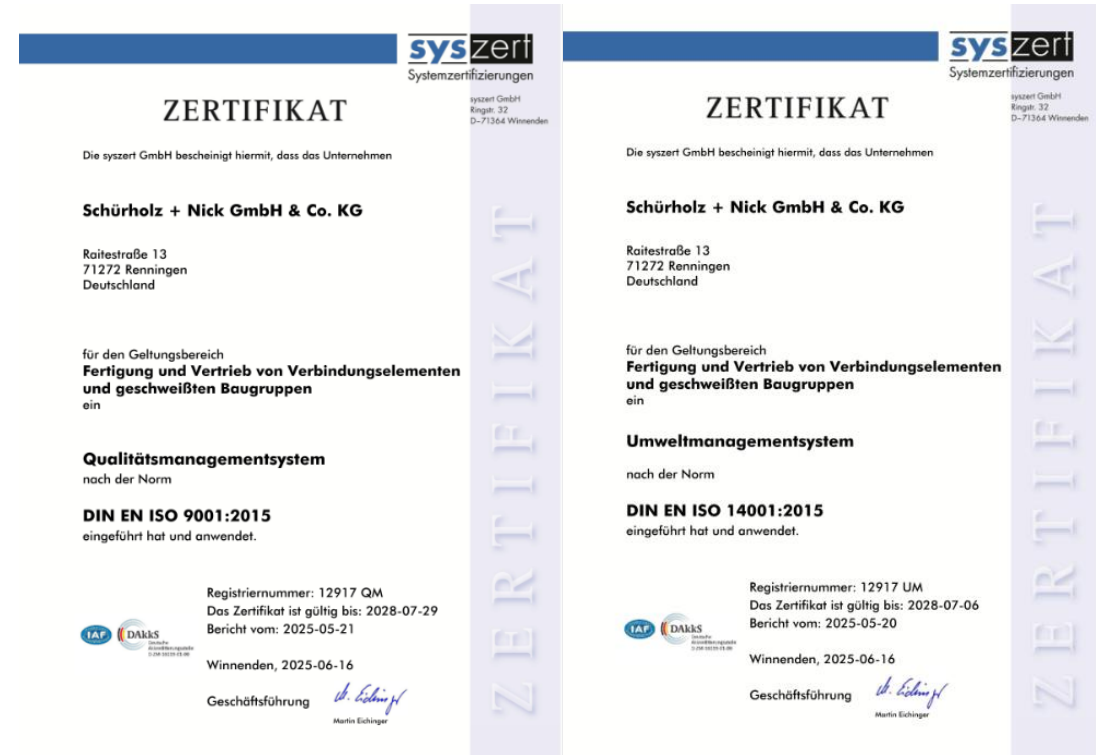 syszert
Systemzertifizierungen
syszert GmbH
Ringstr. 32
D-71364 Winnenden
ZERTIFIKAT
Die syszert GmbH bescheinigt hiermit, dass das Unternehmen
Schürholz + Nick GmbH & Co. KG
Raitestraße 13
71272 Renningen
Deutschland
für den Geltungsbereich
Fertigung und Vertrieb von Verbindungselementen
und geschweißten Baugruppen
ein
Qualitätsmanagementsystem
nach der Norm
DIN EN ISO 9001:2015
eingeführt hat und anwendet.
Registriernummer: 12917 QM
Das Zertifikat ist gültig bis: 2028-07-29
Bericht vom: 2025-05-21
IAF
DAkkS
Deutsche
Akkreditierungsstelle
Winnenden, 2025-06-16
Geschäftsführung
Martin Eichinger
ZERTIFIKAT
syszert
Systemzertifizierungen
syszert GmbH
Ringstr. 32
D-71364 Winnenden
ZERTIFIKAT
Die syszert GmbH bescheinigt hiermit, dass das Unternehmen
Schürholz + Nick GmbH & Co. KG
Raitestraße 13
71272 Renningen
Deutschland
für den Geltungsbereich
Fertigung und Vertrieb von Verbindungselementen
und geschweißten Baugruppen
ein
Umweltmanagementsystem
nach der Norm
DIN EN ISO 14001:2015
eingeführt hat und anwendet.
Registriernummer: 12917 UM
Das Zertifikat ist gültig bis: 2028-07-06
Bericht vom: 2025-05-20
IAF
DAkkS
Deutsche
Akkreditierungsstelle
Winnenden, 2025-06-16
Geschäftsführung
Martin Eichinger
ZERTIFIKAT